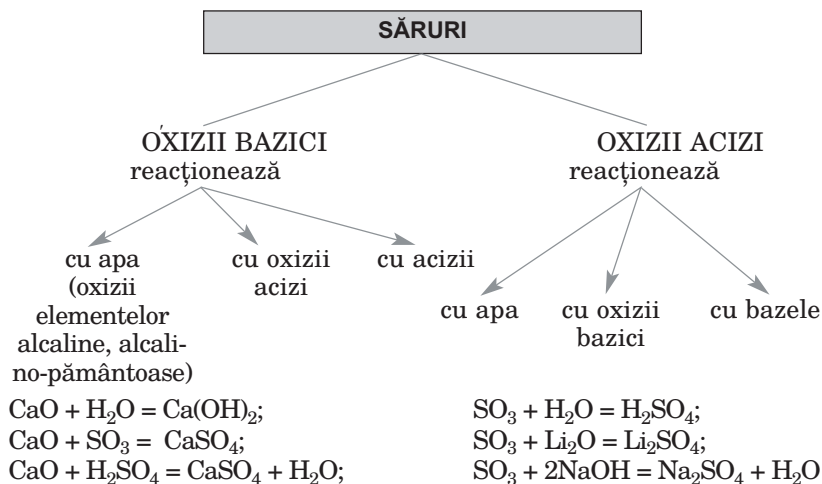 SĂRURI
OXIZII BAZICI
reacționează
OXIZII ACIZI
reacționează
cu apa
(oxizii
elementelor
alcaline, alcali-
no-pământoase)
cu oxizii
acizi
cu acizii
cu apa
cu oxizii
bazici
cu bazele
CaO + H₂O = Ca(OH)₂;
CaO + SO₃ = CaSO₄;
CaO + H₂SO₄ = CaSO₄ + H₂O;
SO₃ + H₂O = H₂SO₄;
SO₃ + Li₂O = Li₂SO₄;
SO₃ + 2NaOH = Na₂SO₄ + H₂O